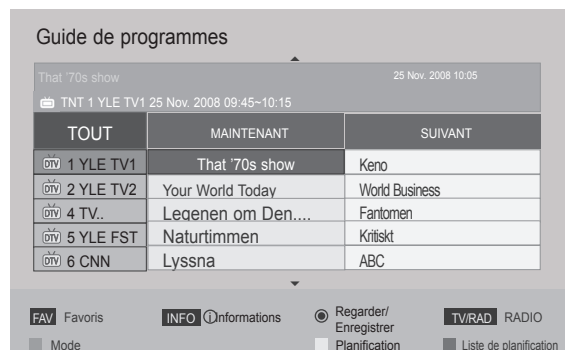 Guide de programmes
That '70s show 25 Nov. 2008 10:05
TNT 1 YLE TV1 25 Nov. 2008 09:45~10:15
TOUT MAINTENANT SUIVANT
DTV 1 YLE TV1 That '70s show Keno
DTV 2 YLE TV2 Your World Today World Business
DTV 4 TV.. Legenen om Den.... Fantomen
DTV 5 YLE FST Naturtimmen Kritiskt
DTV 6 CNN Lyssna ABC
FAV Favoris INFO ⓘnformations Regarder/ TV/RAD RADIO
Enregistrer
Mode Planification Liste de planification